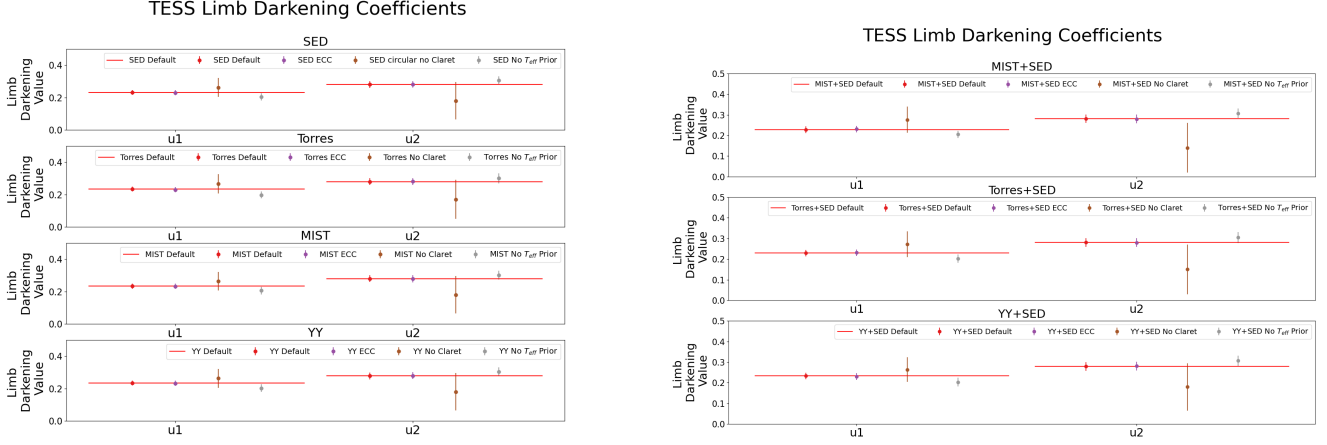 TESS Limb Darkening Coefficients
SED
SED Default SED Default SED ECC SED circular no Claret SED No T_eff Prior
Limb
Darkening
Value
0.4
0.2
0.0
u1 u2
Torres
Torres Default Torres Default Torres ECC Torres No Claret Torres No T_eff Prior
Limb
Darkening
Value
0.4
0.2
0.0
u1 u2
MIST
MIST Default MIST Default MIST ECC MIST No Claret MIST No T_eff Prior
Limb
Darkening
Value
0.4
0.2
0.0
u1 u2
YY
YY Default YY Default YY ECC YY No Claret YY No T_eff Prior
Limb
Darkening
Value
0.4
0.2
0.0
u1 u2
TESS Limb Darkening Coefficients
MIST+SED
MIST+SED Default MIST+SED Default MIST+SED ECC MIST+SED No Claret MIST+SED No T_eff Prior
Limb
Darkening
Value
0.5
0.4
0.3
0.2
0.1
0.0
u1 u2
Torres+SED
Torres+SED Default Torres+SED Default Torres+SED ECC Torres+SED No Claret Torres+SED No T_eff Prior
Limb
Darkening
Value
0.5
0.4
0.3
0.2
0.1
0.0
u1 u2
YY+SED
YY+SED Default YY+SED Default YY+SED ECC YY+SED No Claret YY+SED No T_eff Prior
Limb
Darkening
Value
0.5
0.4
0.3
0.2
0.1
0.0
u1 u2